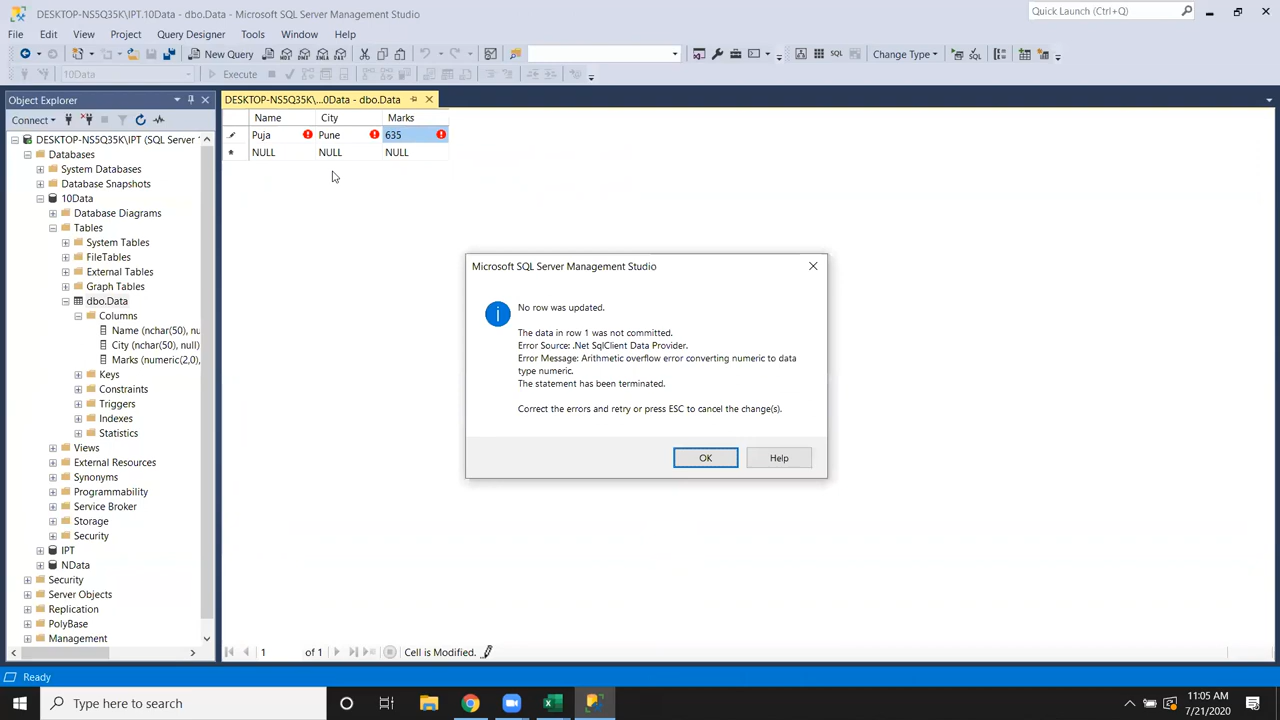 DESKTOP-NS5Q35K\IPT.10Data - dbo.Data - Microsoft SQL Server Management Studio
Quick Launch (Ctrl+Q)
File Edit View Project Query Designer Tools Window Help
New Query
Change Type
10Data
Execute
Object Explorer
DESKTOP-NS5Q35K\...0Data - dbo.Data
Connect
Name City Marks
Puja Pune 635
NULL NULL NULL
DESKTOP-NS5Q35K\IPT (SQL Server
Databases
System Databases
Database Snapshots
10Data
Database Diagrams
Tables
System Tables
FileTables
External Tables
Graph Tables
dbo.Data
Columns
Name (nchar(50), nu
City (nchar(50), null)
Marks (numeric(2,0),
Keys
Constraints
Triggers
Indexes
Statistics
Views
External Resources
Synonyms
Programmability
Service Broker
Storage
Security
IPT
NData
Security
Server Objects
Replication
PolyBase
Management
Microsoft SQL Server Management Studio
No row was updated.
The data in row 1 was not committed.
Error Source: .Net SqlClient Data Provider.
Error Message: Arithmetic overflow error converting numeric to data
type numeric.
The statement has been terminated.
Correct the errors and retry or press ESC to cancel the change(s).
OK Help
1 of 1 Cell is Modified.
Ready
Type here to search
11:05 AM
7/21/2020